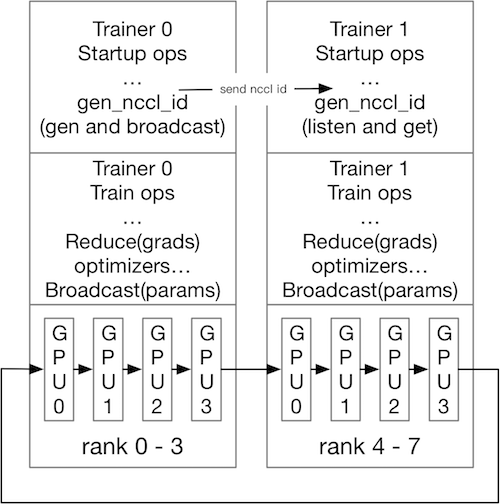 Trainer 0
Startup ops
...
gen_nccl_id
(gen and broadcast)
send nccl id
Trainer 1
Startup ops
...
gen_nccl_id
(listen and get)
Trainer 0
Train ops
...
Reduce(grads)
optimizers...
Broadcast(params)
Trainer 1
Train ops
...
Reduce(grads)
optimizers...
Broadcast(params)
GPU0
GPU1
GPU2
GPU3
rank 0 - 3
GPU0
GPU1
GPU2
GPU3
rank 4 - 7